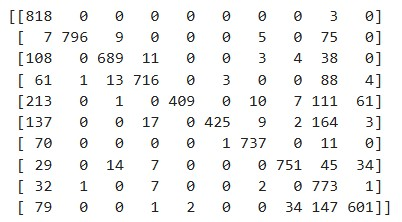 [[818 0 0 0 0 0 0 0 3 0]
[ 7 796 9 0 0 0 5 0 75 0]
[108 0 689 11 0 0 3 4 38 0]
[ 61 1 13 716 0 3 0 0 88 4]
[213 0 1 0 409 0 10 7 111 61]
[137 0 0 17 0 425 9 2 164 3]
[ 70 0 0 0 0 1 737 0 11 0]
[ 29 0 14 7 0 0 0 751 45 34]
[ 32 1 0 7 0 0 2 0 773 1]
[ 79 0 0 1 2 0 0 34 147 601]]